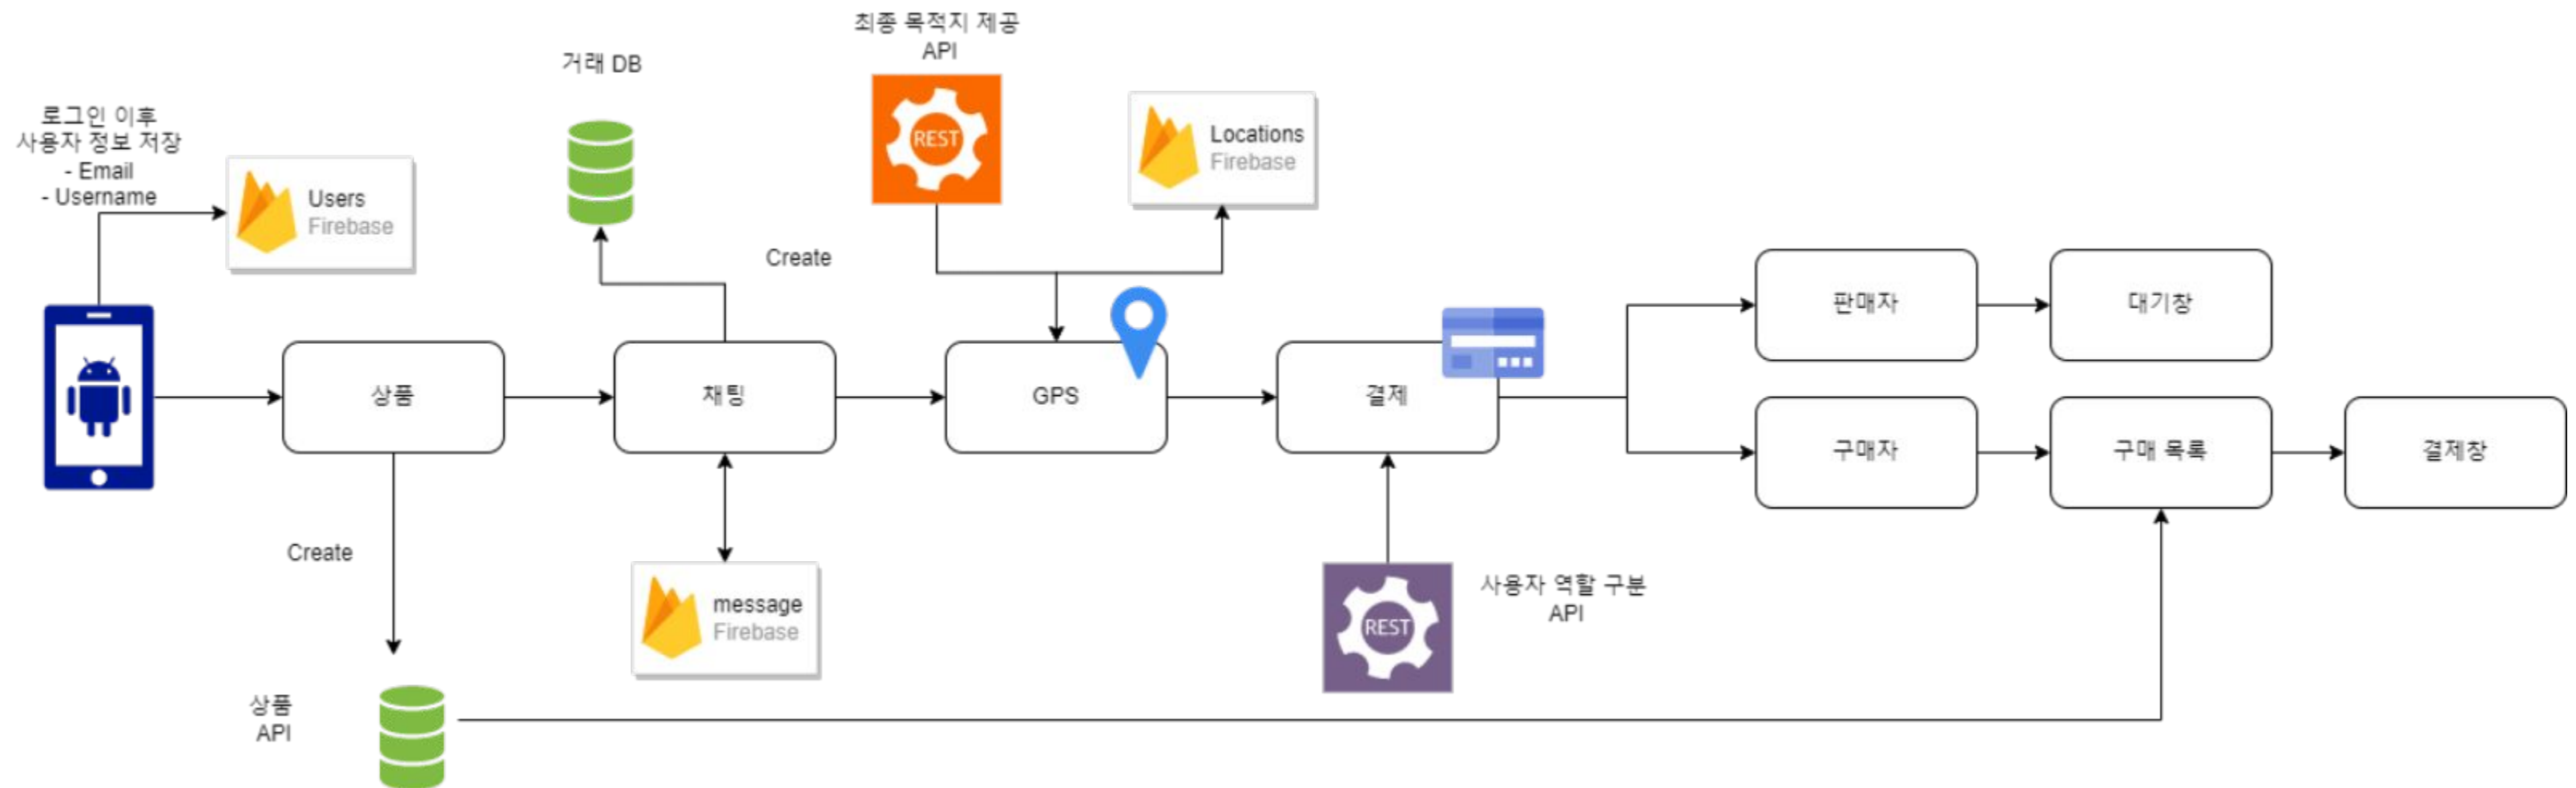 최종 목적지 제공
API
거래 DB
로그인 이후
사용자 정보 저장
- Email
- Username
Users
Firebase
REST
Locations
Firebase
Create
판매자
대기창
상품
채팅
GPS
결제
구매자
구매 목록
결제창
Create
message
Firebase
REST
사용자 역할 구분
API
상품
API